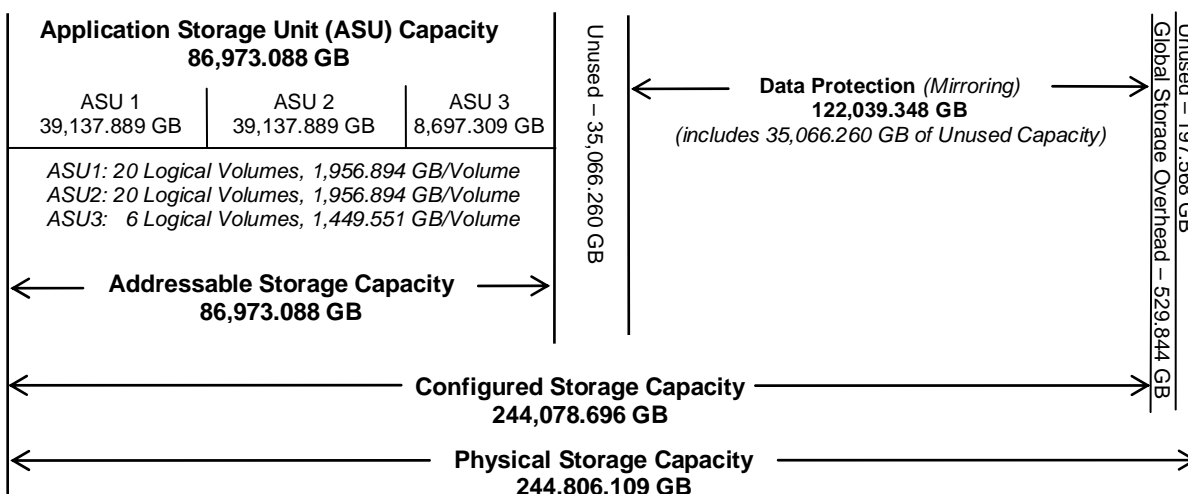 Application Storage Unit (ASU) Capacity
86,973.088 GB
ASU 1
39,137.889 GB
ASU 2
39,137.889 GB
ASU 3
8,697.309 GB
ASU1: 20 Logical Volumes, 1,956.894 GB/Volume
ASU2: 20 Logical Volumes, 1,956.894 GB/Volume
ASU3: 6 Logical Volumes, 1,449.551 GB/Volume
Addressable Storage Capacity
86,973.088 GB
Unused – 35,066.260 GB
Data Protection (Mirroring)
122,039.348 GB
(includes 35,066.260 GB of Unused Capacity)
Global Storage Overhead – 529.844 GB
Unused – 197.568 GB
Configured Storage Capacity
244,078.696 GB
Physical Storage Capacity
244,806.109 GB